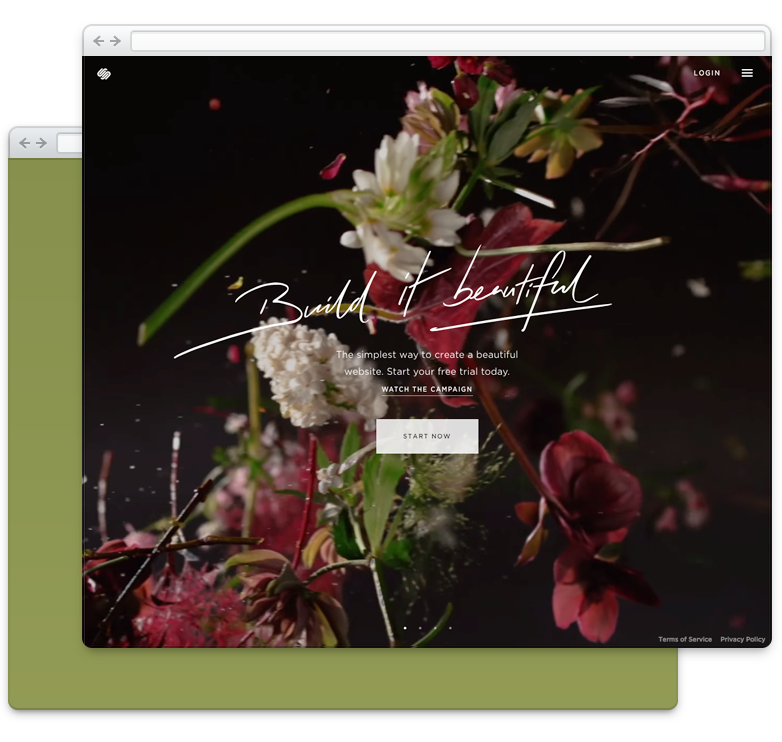 LOGIN
Build it beautiful
The simplest way to create a beautiful
website. Start your free trial today.
WATCH THE CAMPAIGN
START NOW
Terms of Service Privacy Policy